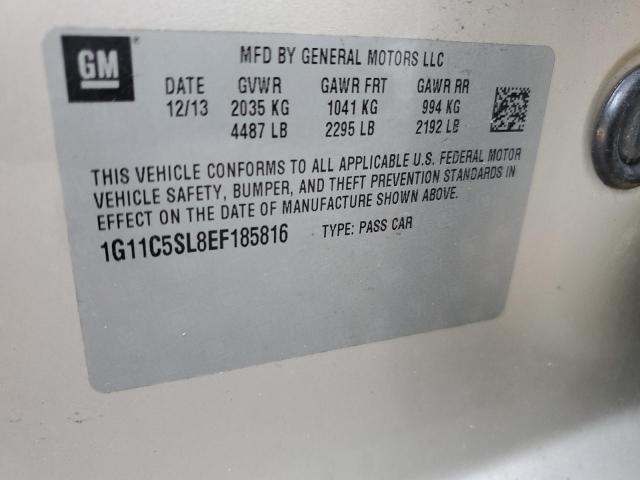 GM
MFD BY GENERAL MOTORS LLC
DATE GVWR GAWR FRT GAWR RR
12/13 2035 KG 1041 KG 994 KG
4487 LB 2295 LB 2192 LB
THIS VEHICLE CONFORMS TO ALL APPLICABLE U.S. FEDERAL MOTOR
VEHICLE SAFETY, BUMPER, AND THEFT PREVENTION STANDARDS IN
EFFECT ON THE DATE OF MANUFACTURE SHOWN ABOVE.
1G11C5SL8EF185816 TYPE: PASS CAR